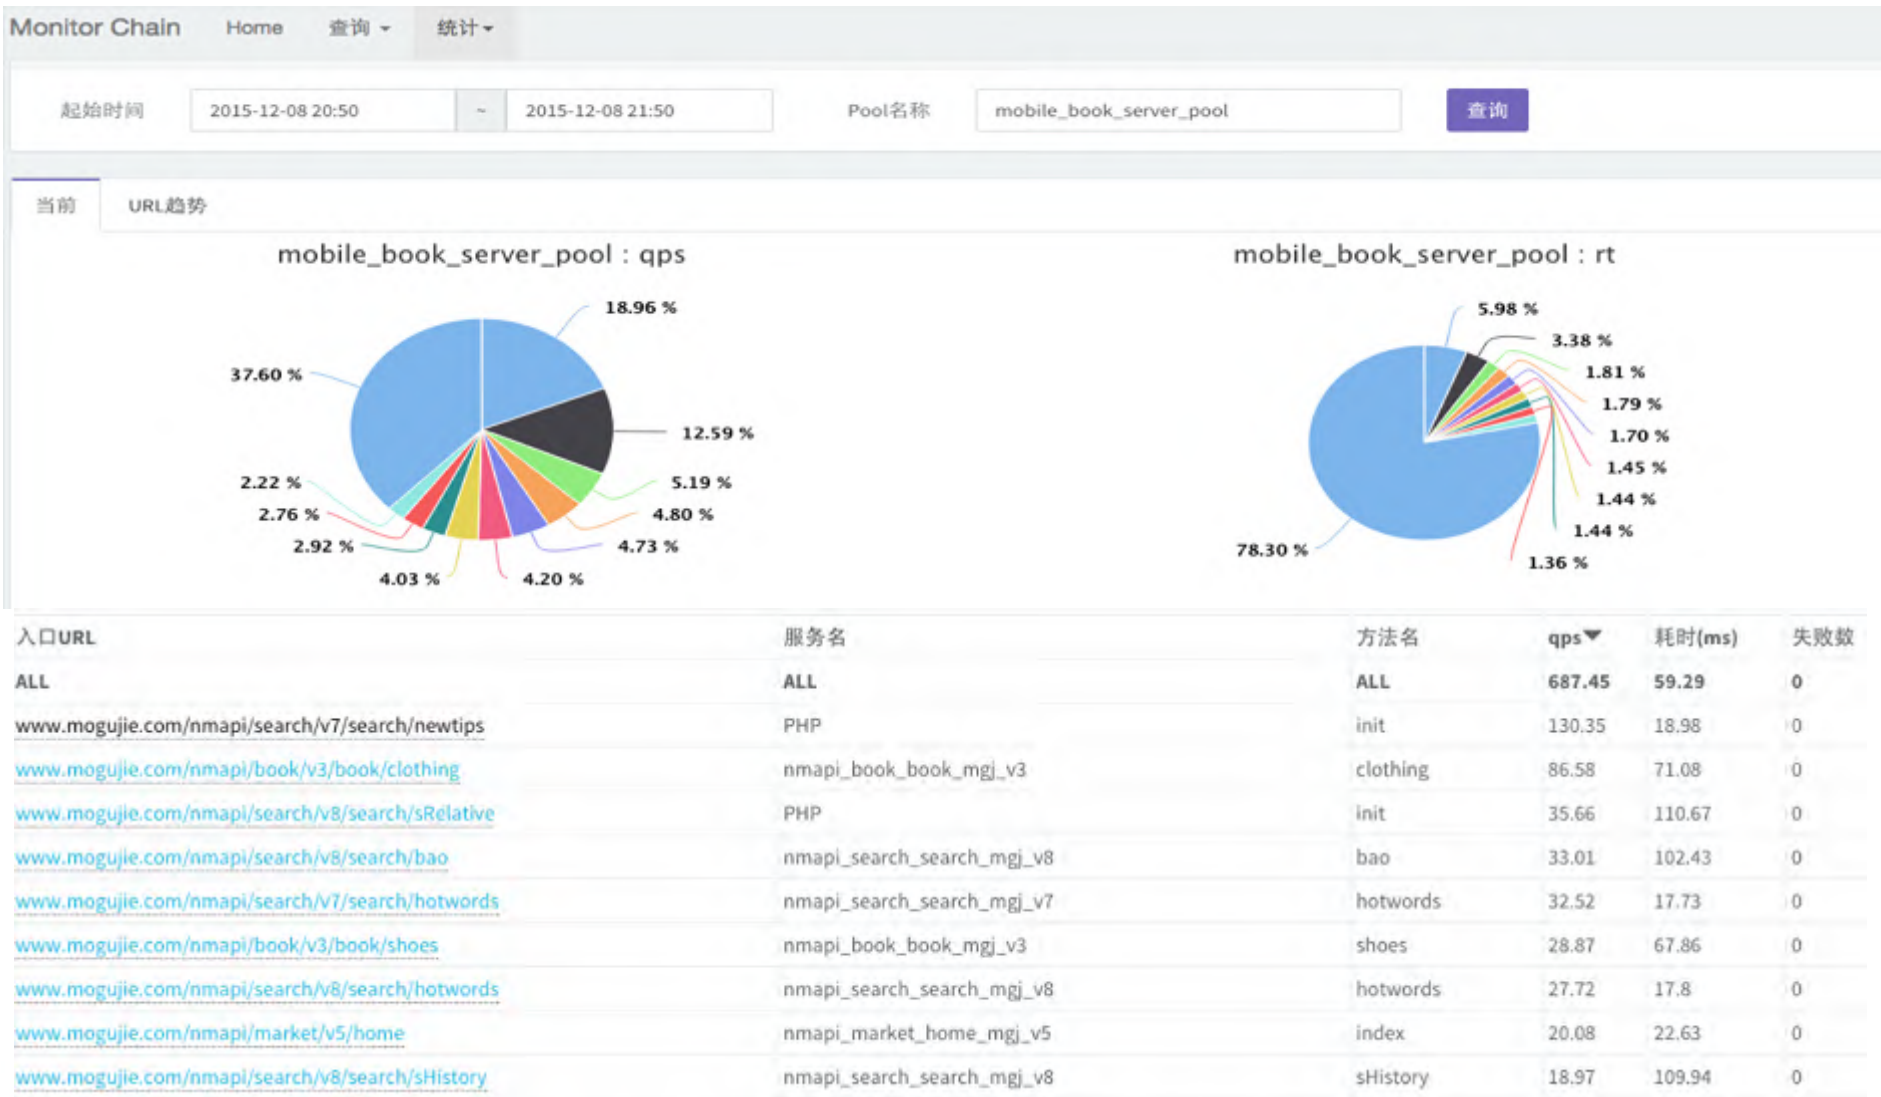 Monitor Chain Home 查询 统计
起始时间 2015-12-08 20:50 ~ 2015-12-08 21:50 Pool名称 mobile_book_server_pool 查询
当前 URL趋势
mobile_book_server_pool : qps
18.96 %
37.60 %
12.59 %
2.22 %
5.19 %
2.76 %
4.80 %
2.92 %
4.73 %
4.03 %
4.20 %
mobile_book_server_pool : rt
5.98 %
3.38 %
1.81 %
1.79 %
1.70 %
1.45 %
1.44 %
1.44 %
78.30 %
1.36 %
入口URL 服务名 方法名 qps 耗时(ms) 失败数
ALL ALL ALL 687.45 59.29 0
www.mogujie.com/nmapi/search/v7/search/newtips PHP init 130.35 18.98 0
www.mogujie.com/nmapi/book/v3/book/clothing nmapi_book_book_mgj_v3 clothing 86.58 71.08 0
www.mogujie.com/nmapi/search/v8/search/sRelative PHP init 35.66 110.67 0
www.mogujie.com/nmapi/search/v8/search/bao nmapi_search_search_mgj_v8 bao 33.01 102.43 0
www.mogujie.com/nmapi/search/v7/search/hotwords nmapi_search_search_mgj_v7 hotwords 32.52 17.73 0
www.mogujie.com/nmapi/book/v3/book/shoes nmapi_book_book_mgj_v3 shoes 28.87 67.86 0
www.mogujie.com/nmapi/search/v8/search/hotwords nmapi_search_search_mgj_v8 hotwords 27.72 17.8 0
www.mogujie.com/nmapi/market/v5/home nmapi_market_home_mgj_v5 index 20.08 22.63 0
www.mogujie.com/nmapi/search/v8/search/sHistory nmapi_search_search_mgj_v8 sHistory 18.97 109.94 0